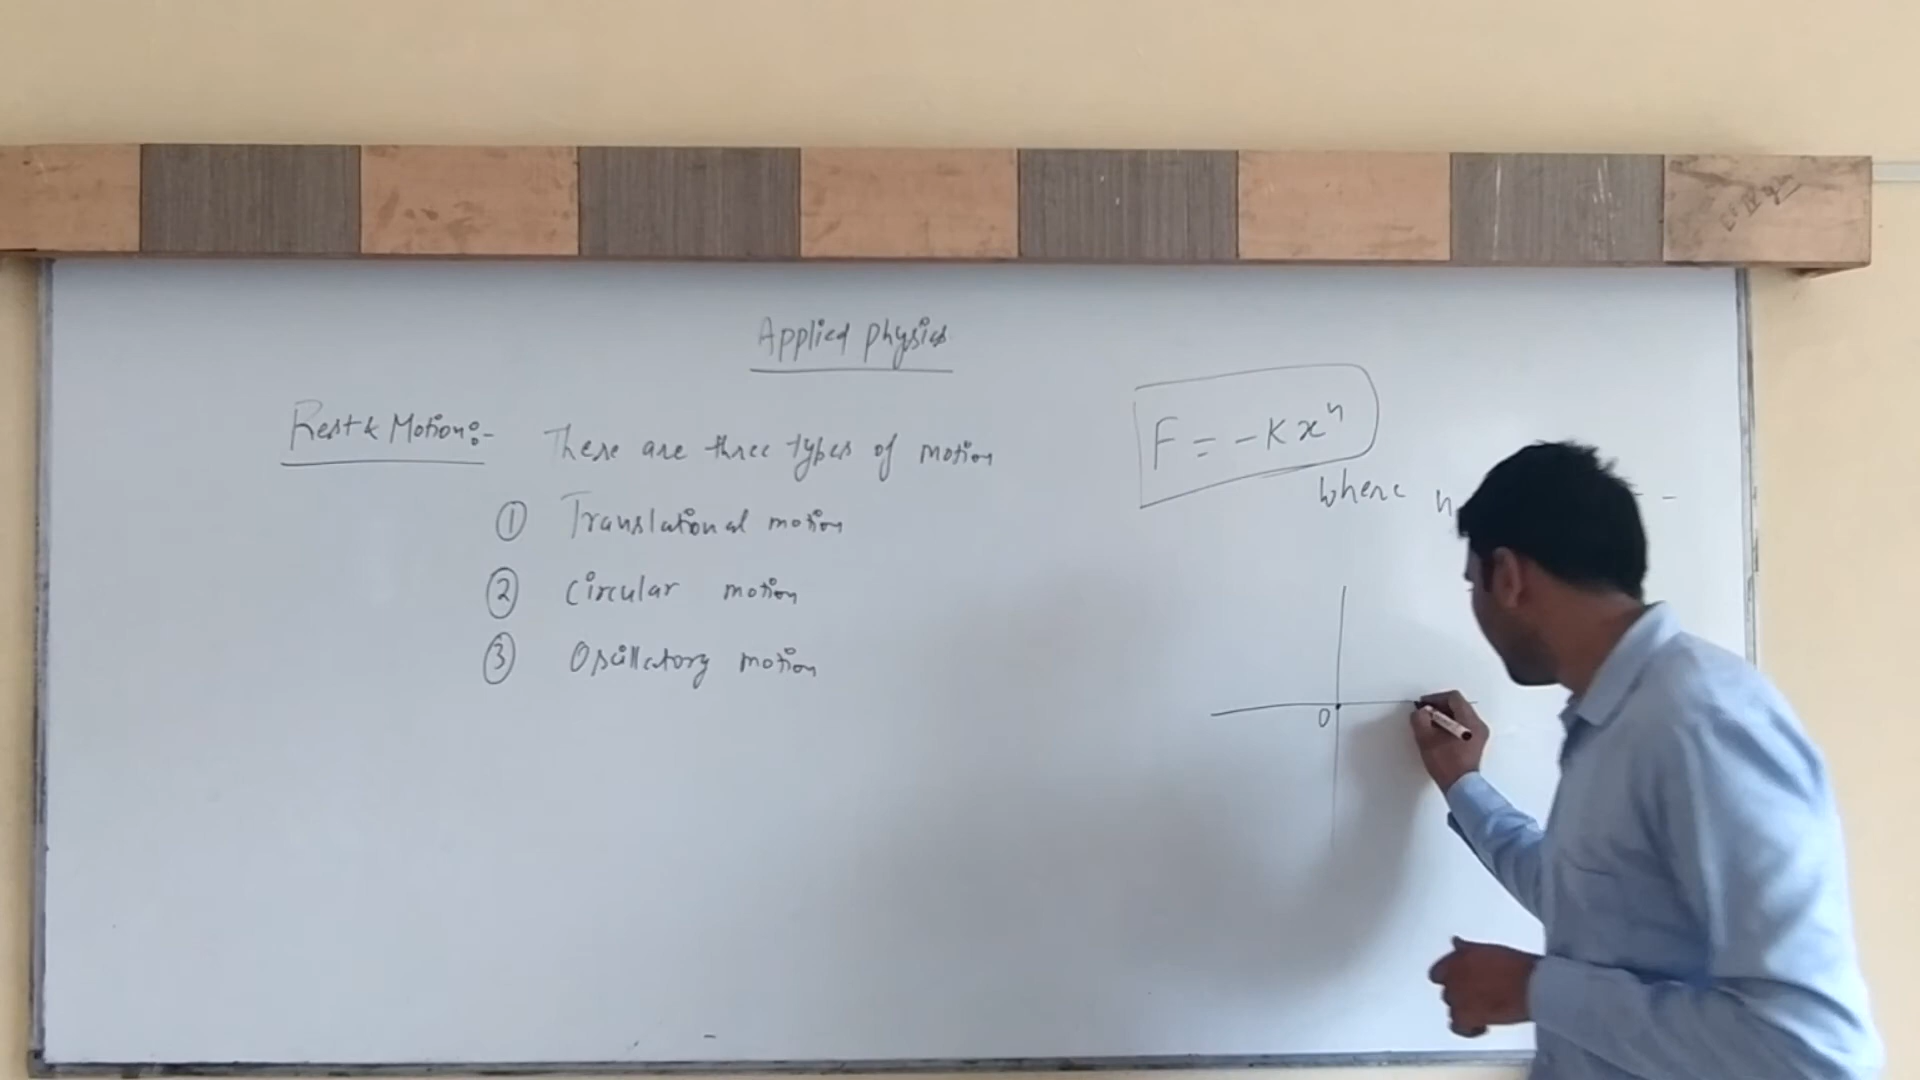 Applied physics
Rest & Motion:- There are three types of motion
① Translational motion
② Circular motion
③ Oscillatory motion
F = -Kxⁿ
where n
0